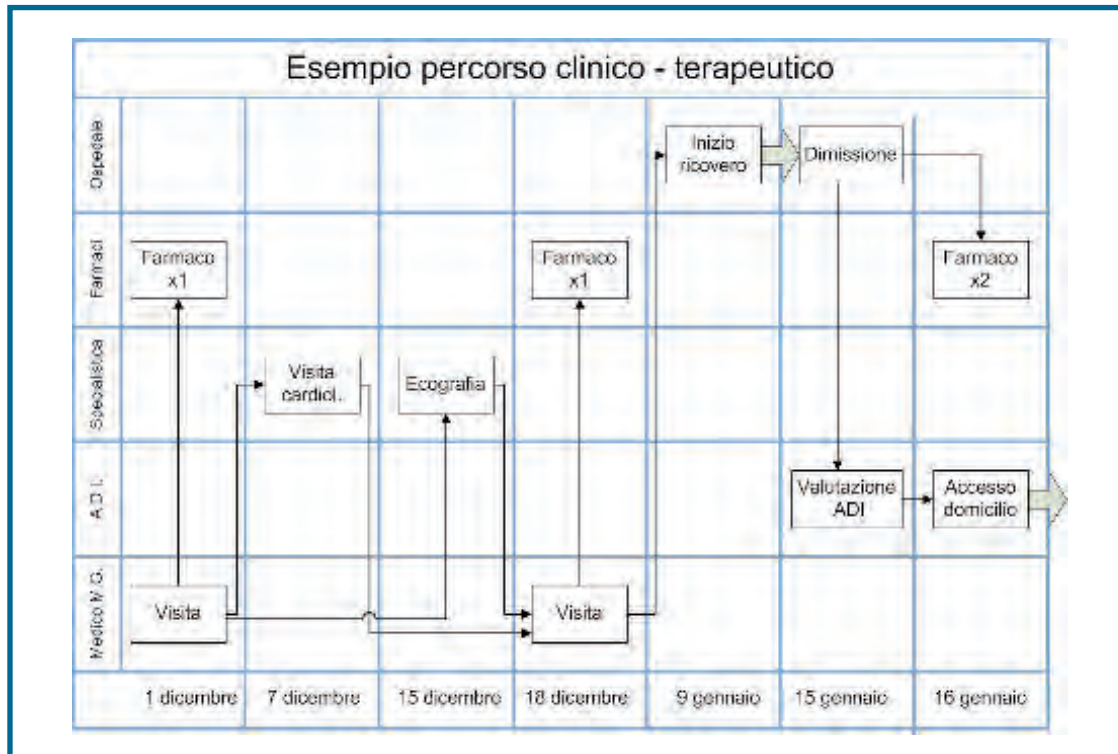 Esempio percorso clinico - terapeutico
Ospedale
Inizio
ricovero
Dimissione
Farmaci
Farmaco
x1
Farmaco
x1
Farmaco
x2
Specialistica
Visita
cardiol.
Ecografia
A.D.I.
Valutazione
ADI
Accesso
domicilio
Medico M.G.
Visita
Visita
1 dicembre
7 dicembre
15 dicembre
18 dicembre
9 gennaio
15 gennaio
16 gennaio